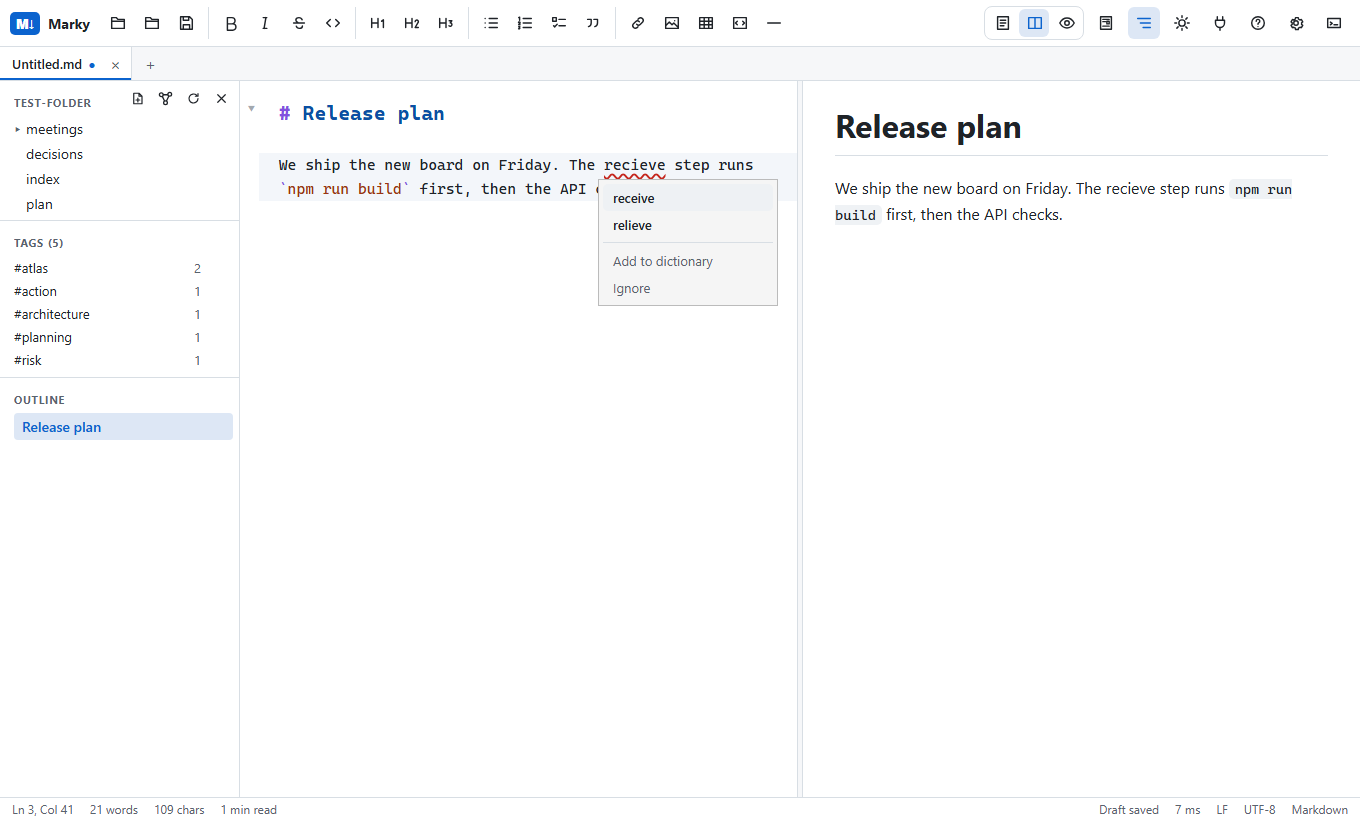 M↓ Marky B I S <> H1 H2 H3
Untitled.md ● × +
TEST-FOLDER
meetings
decisions
index
plan
TAGS (5)
#atlas 2
#action 1
#architecture 1
#planning 1
#risk 1
OUTLINE
Release plan
# Release plan
We ship the new board on Friday. The recieve step runs
`npm run build` first, then the API c
receive
relieve
Add to dictionary
Ignore
Release plan
We ship the new board on Friday. The recieve step runs npm run
build first, then the API checks.
Ln 3, Col 41 21 words 109 chars 1 min read Draft saved 7 ms LF UTF-8 Markdown